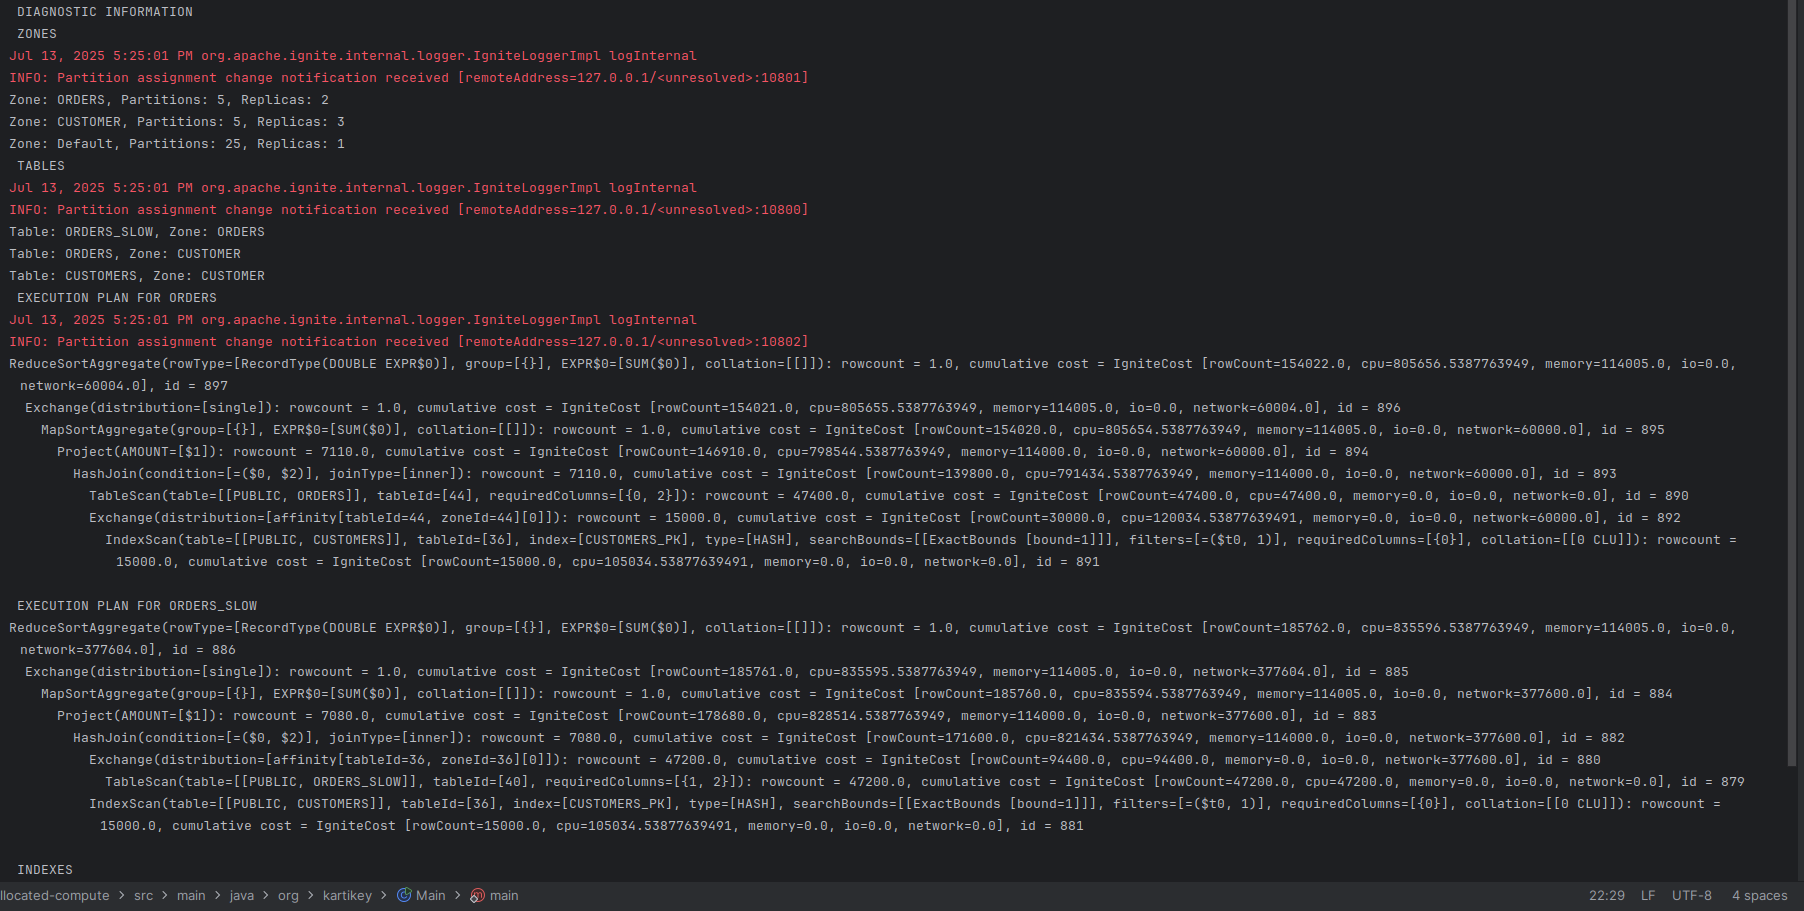 DIAGNOSTIC INFORMATION
ZONES
Jul 13, 2025 5:25:01 PM org.apache.ignite.internal.logger.IgniteLoggerImpl logInternal
INFO: Partition assignment change notification received [remoteAddress=127.0.0.1/<unresolved>:10801]
Zone: ORDERS, Partitions: 5, Replicas: 2
Zone: CUSTOMER, Partitions: 5, Replicas: 3
Zone: Default, Partitions: 25, Replicas: 1
TABLES
Jul 13, 2025 5:25:01 PM org.apache.ignite.internal.logger.IgniteLoggerImpl logInternal
INFO: Partition assignment change notification received [remoteAddress=127.0.0.1/<unresolved>:10800]
Table: ORDERS_SLOW, Zone: ORDERS
Table: ORDERS, Zone: CUSTOMER
Table: CUSTOMERS, Zone: CUSTOMER
EXECUTION PLAN FOR ORDERS
Jul 13, 2025 5:25:01 PM org.apache.ignite.internal.logger.IgniteLoggerImpl logInternal
INFO: Partition assignment change notification received [remoteAddress=127.0.0.1/<unresolved>:10802]
ReduceSortAggregate(rowType=[RecordType(DOUBLE EXPR$0)], group=[{}], EXPR$0=[SUM($0)], collation=[[]]): rowcount = 1.0, cumulative cost = IgniteCost [rowCount=154022.0, cpu=805656.5387763949, memory=114005.0, io=0.0,
network=60004.0], id = 897
Exchange(distribution=[single]): rowcount = 1.0, cumulative cost = IgniteCost [rowCount=154021.0, cpu=805655.5387763949, memory=114005.0, io=0.0, network=60004.0], id = 896
MapSortAggregate(group=[{}], EXPR$0=[SUM($0)], collation=[[]]): rowcount = 1.0, cumulative cost = IgniteCost [rowCount=154020.0, cpu=805654.5387763949, memory=114005.0, io=0.0, network=60000.0], id = 895
Project(AMOUNT=[$1]): rowcount = 7110.0, cumulative cost = IgniteCost [rowCount=146910.0, cpu=798544.5387763949, memory=114000.0, io=0.0, network=60000.0], id = 894
HashJoin(condition=[=($0, $2)], joinType=[inner]): rowcount = 7110.0, cumulative cost = IgniteCost [rowCount=139800.0, cpu=791434.5387763949, memory=114000.0, io=0.0, network=60000.0], id = 893
TableScan(table=[[PUBLIC, ORDERS]], tableId=[44], requiredColumns=[{0, 2}]): rowcount = 47400.0, cumulative cost = IgniteCost [rowCount=47400.0, cpu=47400.0, memory=0.0, io=0.0, network=0.0], id = 890
Exchange(distribution=[affinity[tableId=44, zoneId=44][0]]): rowcount = 15000.0, cumulative cost = IgniteCost [rowCount=30000.0, cpu=120034.53877639491, memory=0.0, io=0.0, network=60000.0], id = 892
IndexScan(table=[[PUBLIC, CUSTOMERS]], tableId=[36], index=[CUSTOMERS_PK], type=[HASH], searchBounds=[[ExactBounds [bound=1]]], filters=[=($t0, 1)], requiredColumns=[{0}], collation=[[0 CLU]]): rowcount =
15000.0, cumulative cost = IgniteCost [rowCount=15000.0, cpu=105034.53877639491, memory=0.0, io=0.0, network=0.0], id = 891
EXECUTION PLAN FOR ORDERS_SLOW
ReduceSortAggregate(rowType=[RecordType(DOUBLE EXPR$0)], group=[{}], EXPR$0=[SUM($0)], collation=[[]]): rowcount = 1.0, cumulative cost = IgniteCost [rowCount=185762.0, cpu=835596.5387763949, memory=114005.0, io=0.0,
network=377604.0], id = 886
Exchange(distribution=[single]): rowcount = 1.0, cumulative cost = IgniteCost [rowCount=185761.0, cpu=835595.5387763949, memory=114005.0, io=0.0, network=377604.0], id = 885
MapSortAggregate(group=[{}], EXPR$0=[SUM($0)], collation=[[]]): rowcount = 1.0, cumulative cost = IgniteCost [rowCount=185760.0, cpu=835594.5387763949, memory=114005.0, io=0.0, network=377600.0], id = 884
Project(AMOUNT=[$1]): rowcount = 7080.0, cumulative cost = IgniteCost [rowCount=178680.0, cpu=828514.5387763949, memory=114000.0, io=0.0, network=377600.0], id = 883
HashJoin(condition=[=($0, $2)], joinType=[inner]): rowcount = 7080.0, cumulative cost = IgniteCost [rowCount=171600.0, cpu=821434.5387763949, memory=114000.0, io=0.0, network=377600.0], id = 882
Exchange(distribution=[affinity[tableId=36, zoneId=36][0]]): rowcount = 47200.0, cumulative cost = IgniteCost [rowCount=94400.0, cpu=94400.0, memory=0.0, io=0.0, network=377600.0], id = 880
TableScan(table=[[PUBLIC, ORDERS_SLOW]], tableId=[40], requiredColumns=[{1, 2}]): rowcount = 47200.0, cumulative cost = IgniteCost [rowCount=47200.0, cpu=47200.0, memory=0.0, io=0.0, network=0.0], id = 879
IndexScan(table=[[PUBLIC, CUSTOMERS]], tableId=[36], index=[CUSTOMERS_PK], type=[HASH], searchBounds=[[ExactBounds [bound=1]]], filters=[=($t0, 1)], requiredColumns=[{0}], collation=[[0 CLU]]): rowcount =
15000.0, cumulative cost = IgniteCost [rowCount=15000.0, cpu=105034.53877639491, memory=0.0, io=0.0, network=0.0], id = 881
INDEXES
llocated-compute > src > main > java > org > kartikey > Main > main 22:29 LF UTF-8 4 spaces